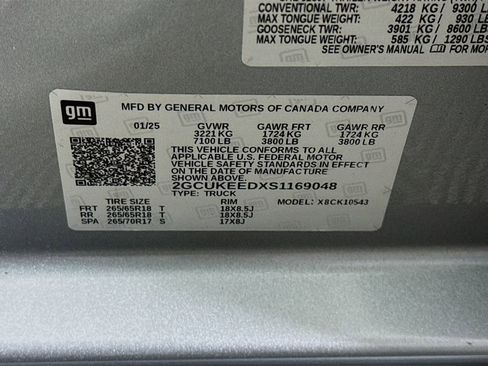 CONVENTIONAL TWR: 4218 KG / 9300 LB
MAX TONGUE WEIGHT: 422 KG / 930 LB
GOOSENECK TWR: 3901 KG / 8600 LB
MAX TONGUE WEIGHT: 585 KG / 1290 LB
SEE OWNER'S MANUAL gm FOR MOR
gm
MFD BY GENERAL MOTORS OF CANADA COMPANY
01/25 GVWR GAWR FRT GAWR RR
3221 KG 1724 KG 1724 KG
7100 LB 3800 LB 3800 LB
THIS VEHICLE CONFORMS TO ALL
APPLICABLE U.S. FEDERAL MOTOR
VEHICLE SAFETY STANDARDS IN EFFECT ON THE
DATE OF MANUFACTURE
SHOWN ABOVE.
2GCUKEEDXS1169048
TYPE: TRUCK
MODEL: X8CK10543
TIRE SIZE RIM
FRT 265/65R18 T 18X8.5J
RR 265/65R18 T 18X8.5J
SPA 265/70R17 S 17X8J